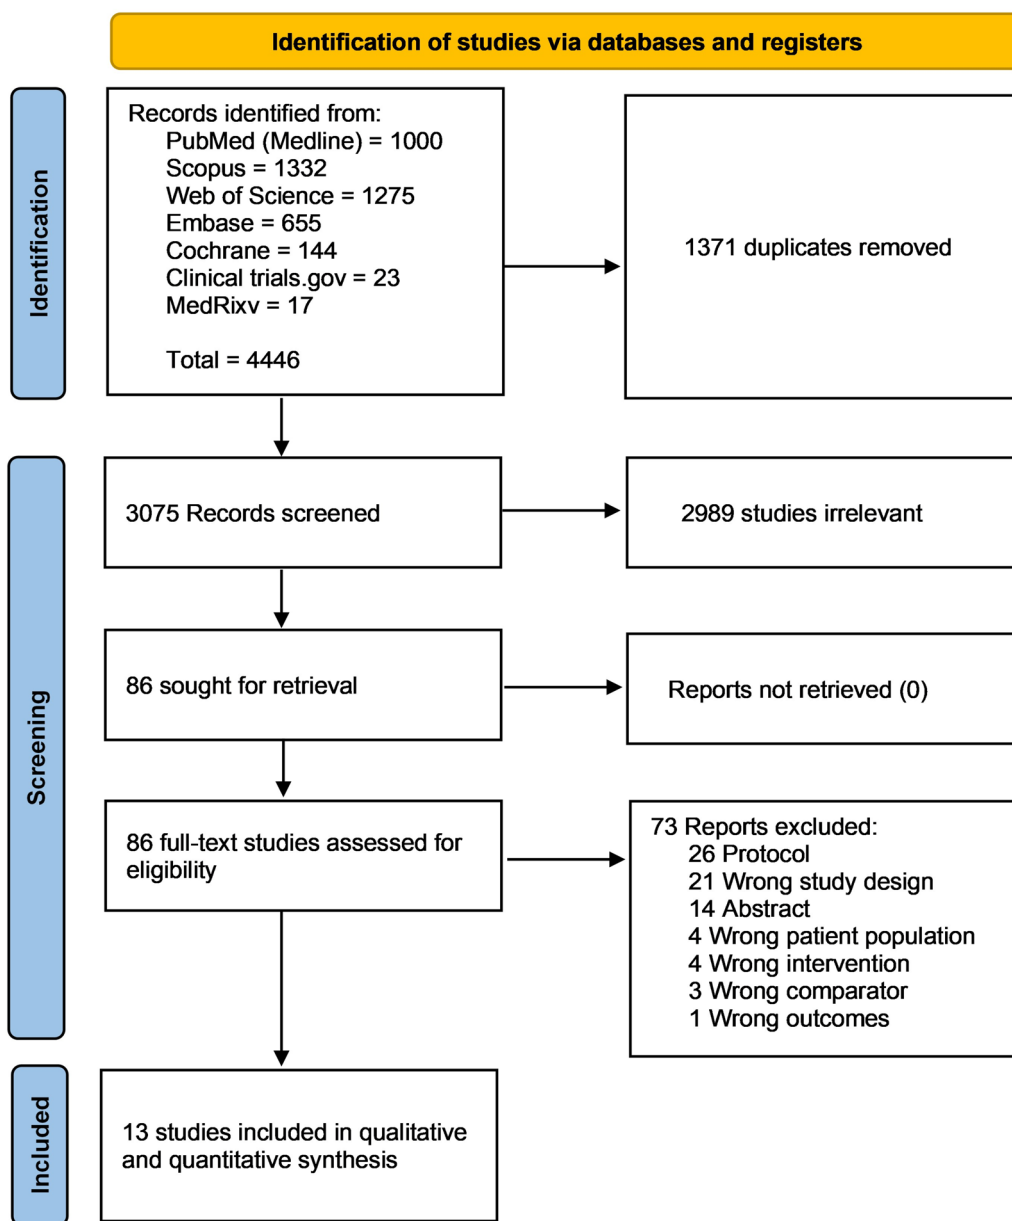 Identification of studies via databases and registers
Identification
Records identified from:
PubMed (Medline) = 1000
Scopus = 1332
Web of Science = 1275
Embase = 655
Cochrane = 144
Clinical trials.gov = 23
MedRixv = 17
Total = 4446
1371 duplicates removed
Screening
3075 Records screened
2989 studies irrelevant
86 sought for retrieval
Reports not retrieved (0)
86 full-text studies assessed for
eligibility
73 Reports excluded:
26 Protocol
21 Wrong study design
14 Abstract
4 Wrong patient population
4 Wrong intervention
3 Wrong comparator
1 Wrong outcomes
Included
13 studies included in qualitative
and quantitative synthesis